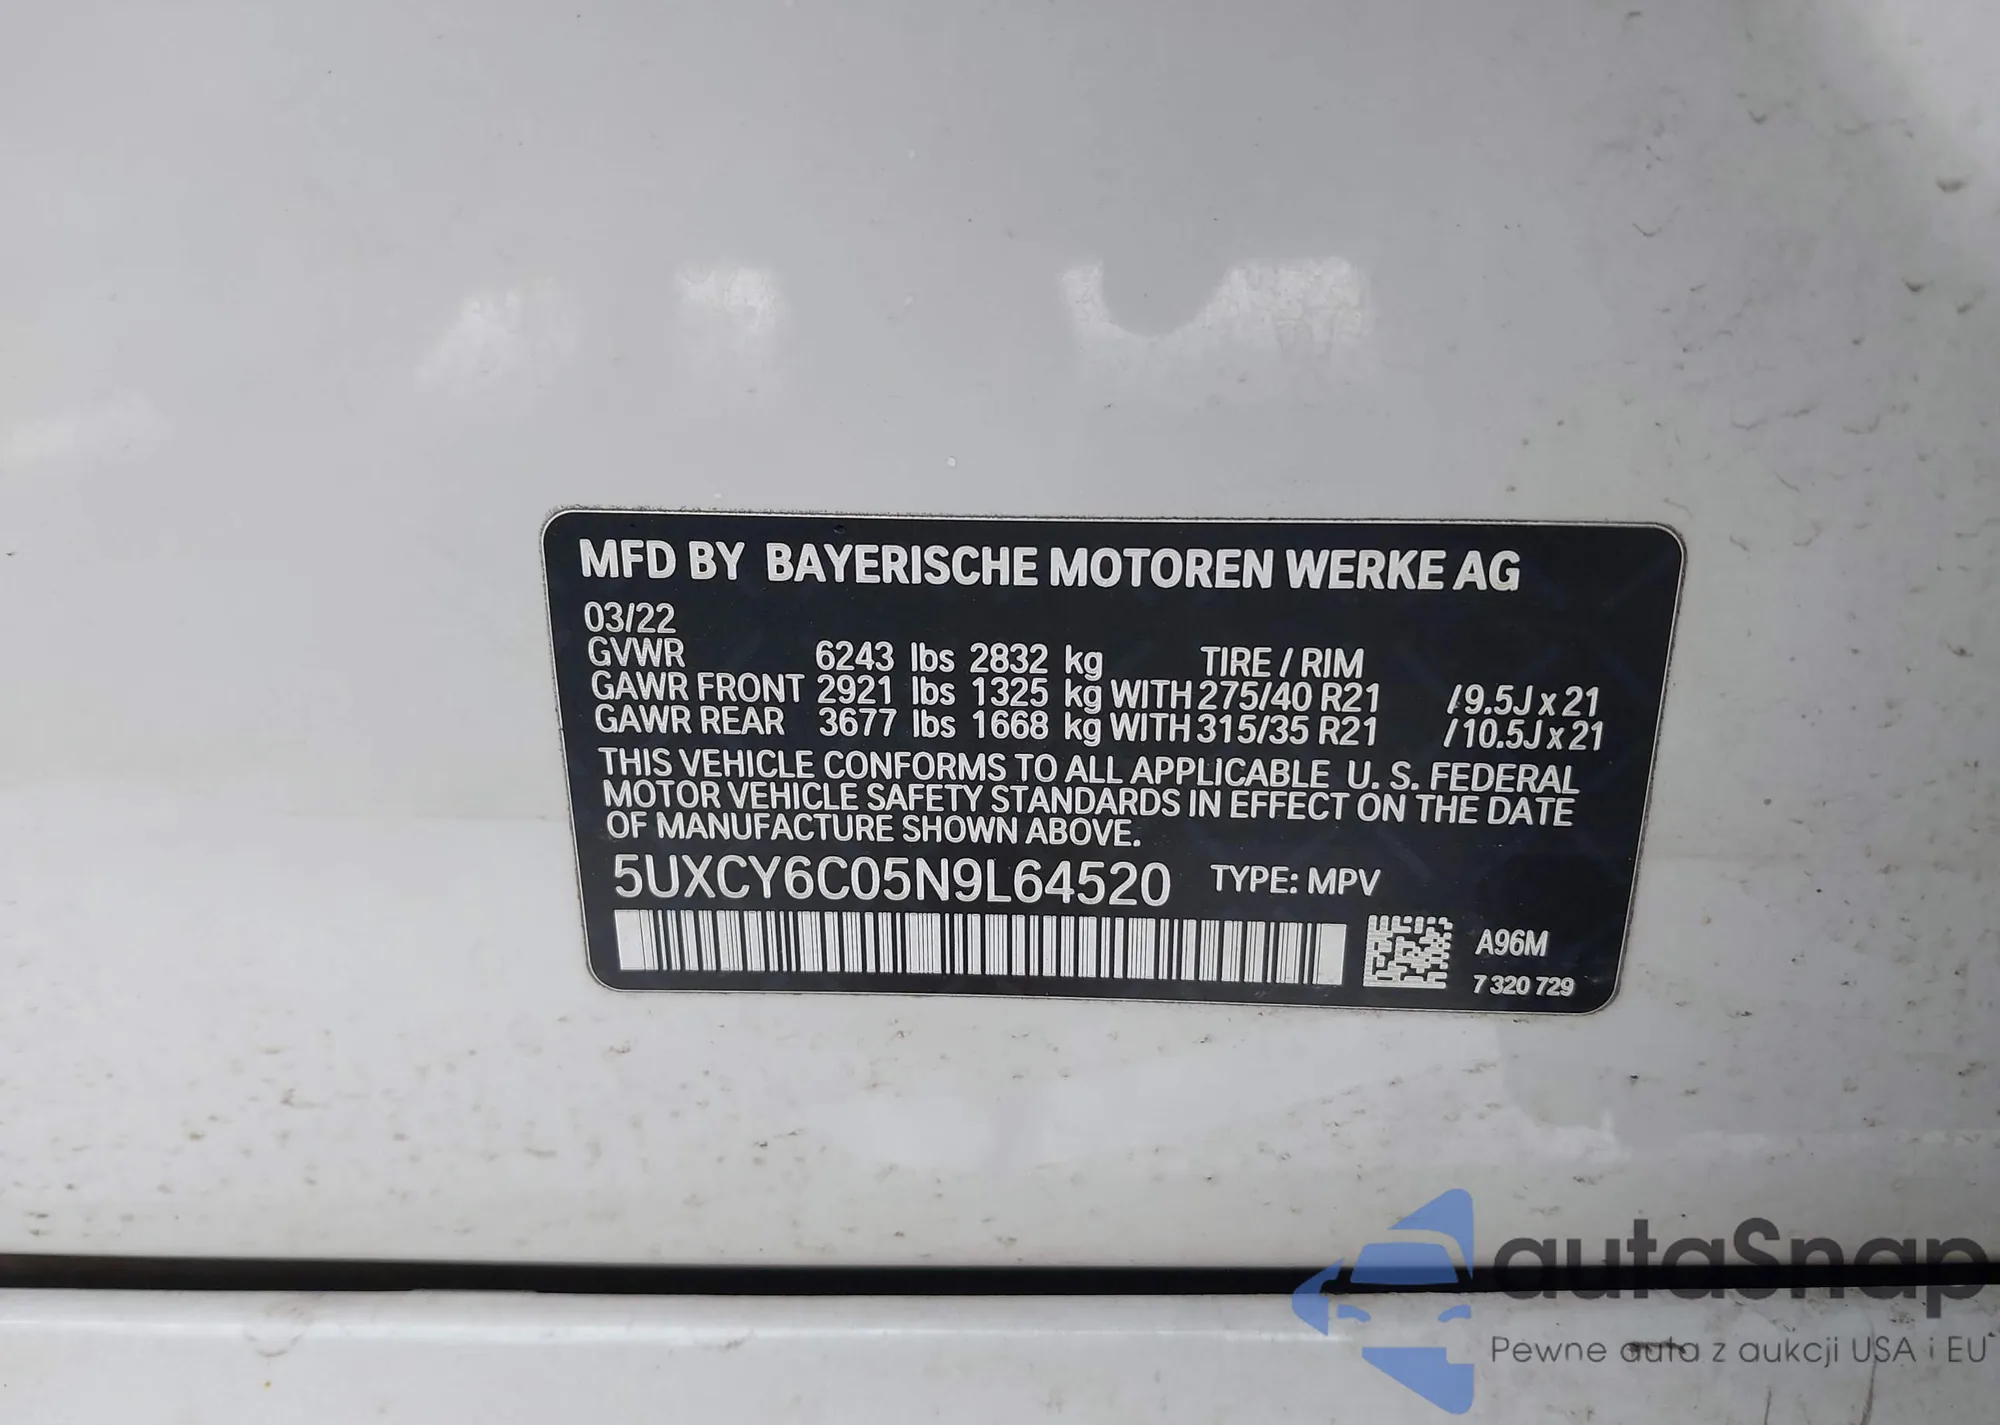 MFD BY BAYERISCHE MOTOREN WERKE AG
03/22
GVWR 6243 lbs 2832 kg TIRE / RIM
GAWR FRONT 2921 lbs 1325 kg WITH 275/40 R21 /9.5J x 21
GAWR REAR 3677 lbs 1668 kg WITH 315/35 R21 /10.5J x 21
THIS VEHICLE CONFORMS TO ALL APPLICABLE U. S. FEDERAL
MOTOR VEHICLE SAFETY STANDARDS IN EFFECT ON THE DATE
OF MANUFACTURE SHOWN ABOVE.
5UXCY6C05N9L64520 TYPE: MPV
A96M
7 320 729
autaSnap
Pewne auta z aukcji USA i EU